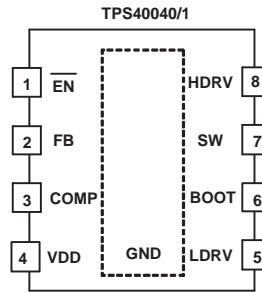 TPS40040/1
1 EN HDRV 8
2 FB SW 7
3 COMP BOOT 6
4 VDD GND LDRV 5